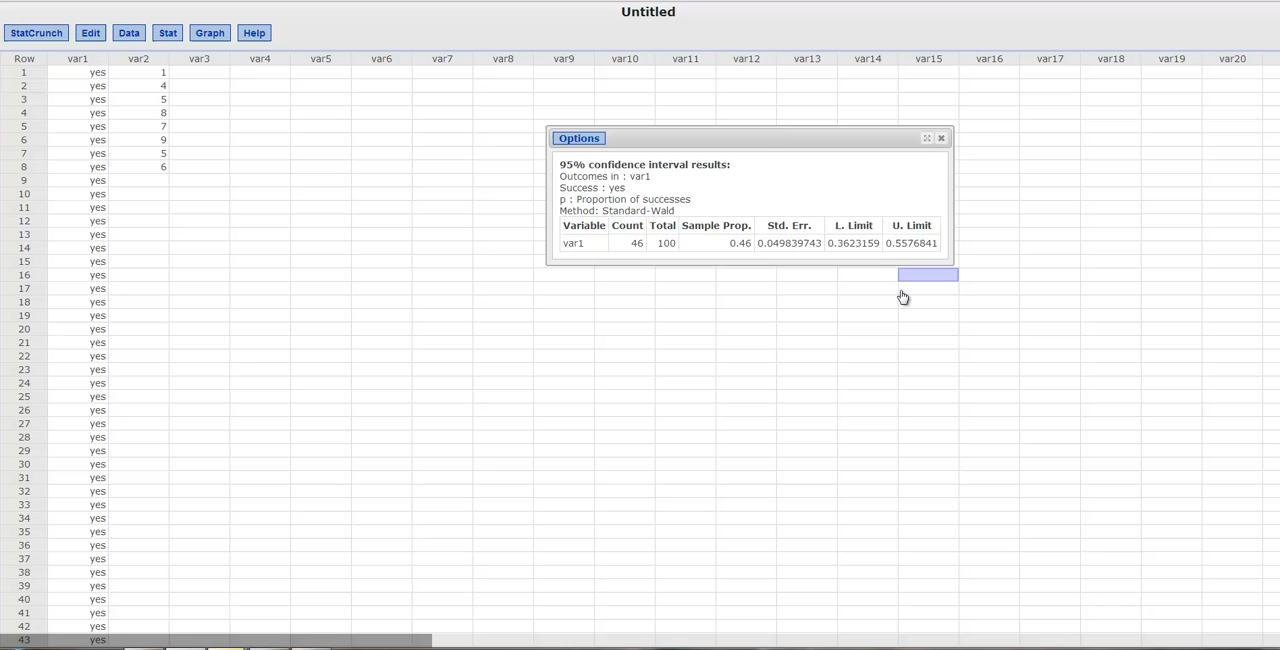 Untitled
StatCrunch Edit Data Stat Graph Help
Row var1 var2 var3 var4 var5 var6 var7 var8 var9 var10 var11 var12 var13 var14 var15 var16 var17 var18 var19 var20
1 yes 1
2 yes 4
3 yes 5
4 yes 8
5 yes 7
6 yes 9
7 yes 5
8 yes 6
9 yes
10 yes
11 yes
12 yes
13 yes
14 yes
15 yes
16 yes
17 yes
18 yes
19 yes
20 yes
21 yes
22 yes
23 yes
24 yes
25 yes
26 yes
27 yes
28 yes
29 yes
30 yes
31 yes
32 yes
33 yes
34 yes
35 yes
36 yes
37 yes
38 yes
39 yes
40 yes
41 yes
42 yes
43 yes
Options
95% confidence interval results:
Outcomes in : var1
Success : yes
p : Proportion of successes
Method: Standard-Wald
Variable Count Total Sample Prop. Std. Err. L. Limit U. Limit
var1 46 100 0.46 0.049839743 0.3623159 0.5576841